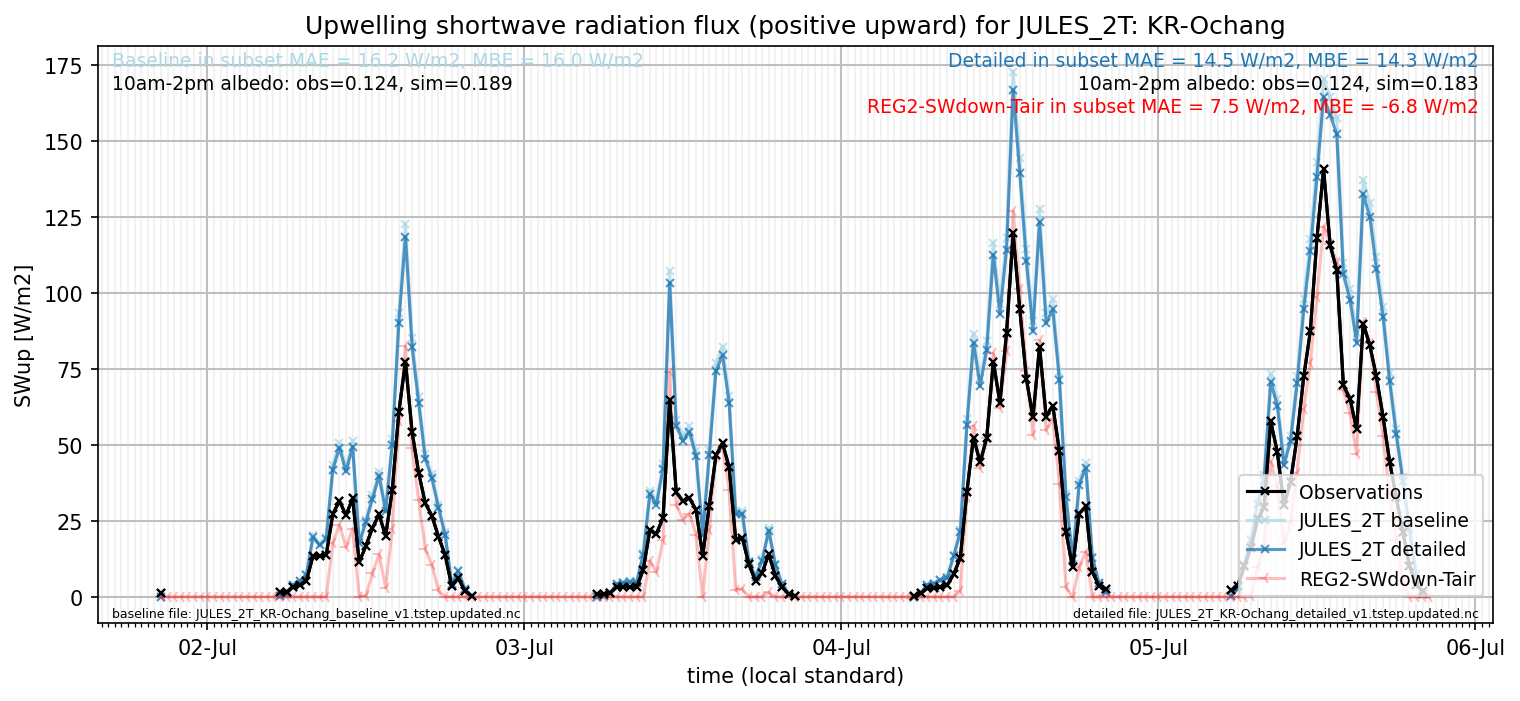 Upwelling shortwave radiation flux (positive upward) for JULES_2T: KR-Ochang
Baseline in subset MAE = 16.2 W/m2, MBE = 16.0 W/m2
10am-2pm albedo: obs=0.124, sim=0.189
Detailed in subset MAE = 14.5 W/m2, MBE = 14.3 W/m2
10am-2pm albedo: obs=0.124, sim=0.183
REG2-SWdown-Tair in subset MAE = 7.5 W/m2, MBE = -6.8 W/m2
SWup [W/m2]
175
150
125
100
75
50
25
0
Observations
JULES_2T baseline
JULES_2T detailed
REG2-SWdown-Tair
baseline file: JULES_2T_KR-Ochang_baseline_v1.tstep.updated.nc
detailed file: JULES_2T_KR-Ochang_detailed_v1.tstep.updated.nc
02-Jul
03-Jul
04-Jul
05-Jul
06-Jul
time (local standard)